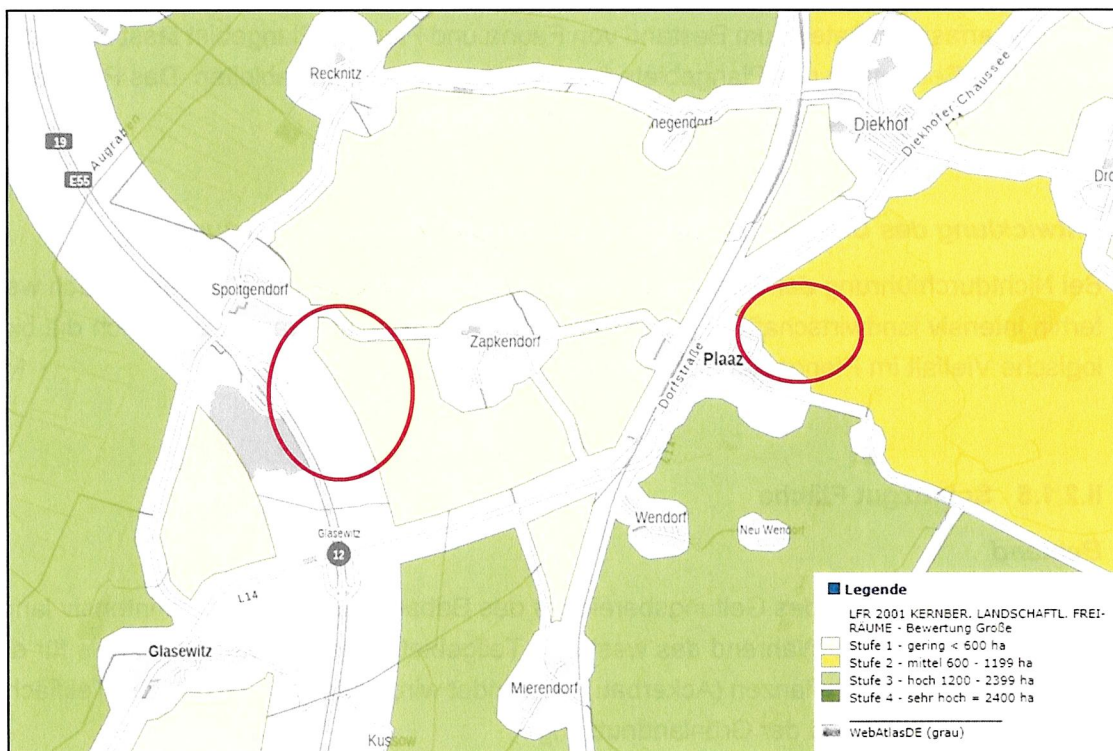 Recknitz
negendorf
Diekhof
Diekhofer Chaussee
Augraben
19
E55
Dro
Spoitgendorf
Zapkendorf
Plaaz
Dorfstraße
Wendorf
Neu Wendorf
Glasewitz
12
L14
Glasewitz
Mierendorf
Kussow
Legende
LFR 2001 KERNBER. LANDSCHAFTL. FREI-
RÄUME - Bewertung Größe
Stufe 1 - gering < 600 ha
Stufe 2 - mittel 600 - 1199 ha
Stufe 3 - hoch 1200 - 2399 ha
Stufe 4 - sehr hoch = 2400 ha
WebAtlasDE (grau)